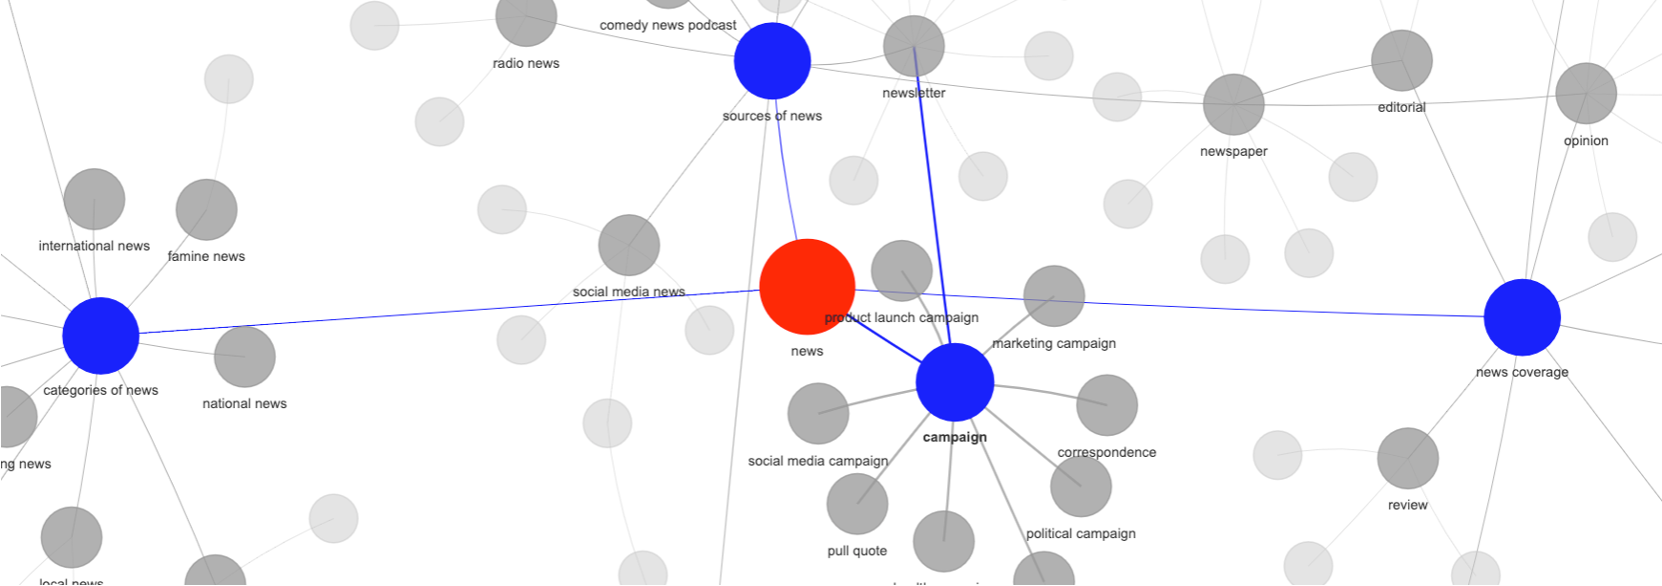 comedy news podcast
radio news
newsletter
sources of news
editorial
opinion
newspaper
international news
famine news
social media news
product launch campaign
marketing campaign
news
news coverage
categories of news
national news
campaign
correspondence
social media campaign
ng news
review
political campaign
pull quote
local news